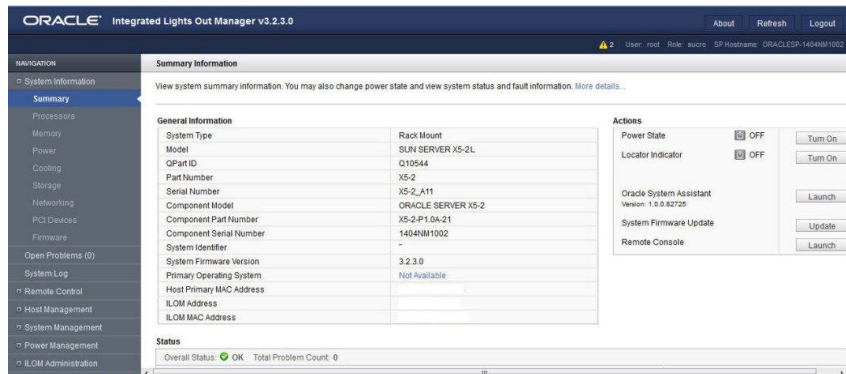 ORACLE® Integrated Lights Out Manager v3.2.3.0
About Refresh Logout
2 User: root Role: aucro SP Hostname: ORACLESP-1404NM1002
NAVIGATION
System Information
Summary
Processors
Memory
Power
Cooling
Storage
Networking
PCI Devices
Firmware
Open Problems (0)
System Log
Remote Control
Host Management
System Management
Power Management
ILOM Administration
Summary Information
View system summary information. You may also change power state and view system status and fault information. More details...
General Information
System Type Rack Mount
Model SUN SERVER X5-2L
QPart ID Q10544
Part Number X5-2
Serial Number X5-2_A11
Component Model ORACLE SERVER X5-2
Component Part Number X5-2-P1.0A-21
Component Serial Number 1404NM1002
System Identifier -
System Firmware Version 3.2.3.0
Primary Operating System Not Available
Host Primary MAC Address
ILOM Address
ILOM MAC Address
Actions
Power State OFF Turn On
Locator Indicator OFF Turn On
Oracle System Assistant Launch
Version: 1.0.0.82725
System Firmware Update Update
Remote Console Launch
Status
Overall Status: OK Total Problem Count: 0